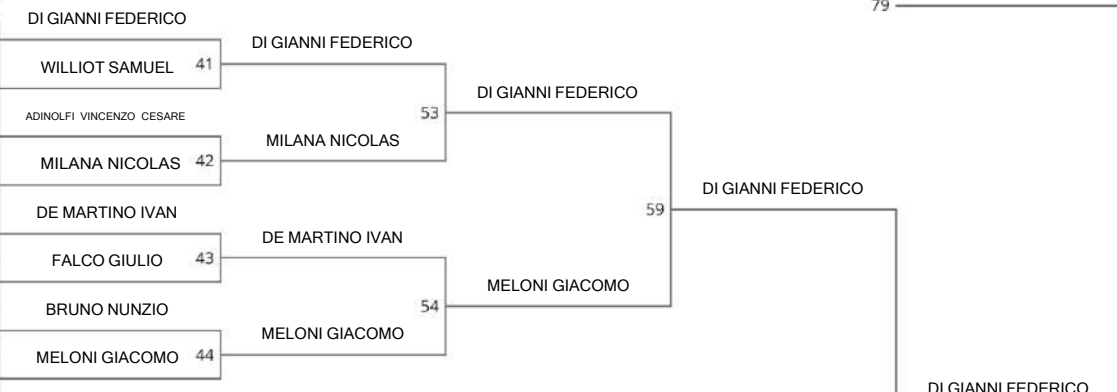 79
DI GIANNI FEDERICO
DI GIANNI FEDERICO
WILLIOT SAMUEL 41
DI GIANNI FEDERICO
ADINOLFI VINCENZO CESARE
53
MILANA NICOLAS
MILANA NICOLAS 42
DI GIANNI FEDERICO
DE MARTINO IVAN
59
DE MARTINO IVAN
FALCO GIULIO 43
MELONI GIACOMO
BRUNO NUNZIO
54
MELONI GIACOMO
MELONI GIACOMO 44
DI GIANNI FEDERICO